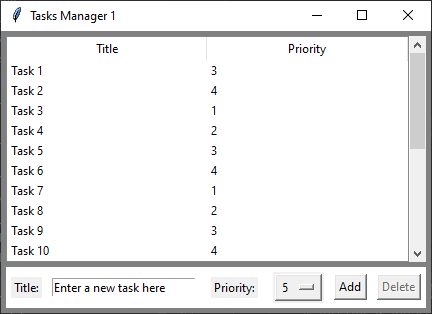 Tasks Manager 1
Title Priority
Task 1 3
Task 2 4
Task 3 1
Task 4 2
Task 5 3
Task 6 4
Task 7 1
Task 8 2
Task 9 3
Task 10 4
Title: Enter a new task here Priority: 5 Add Delete